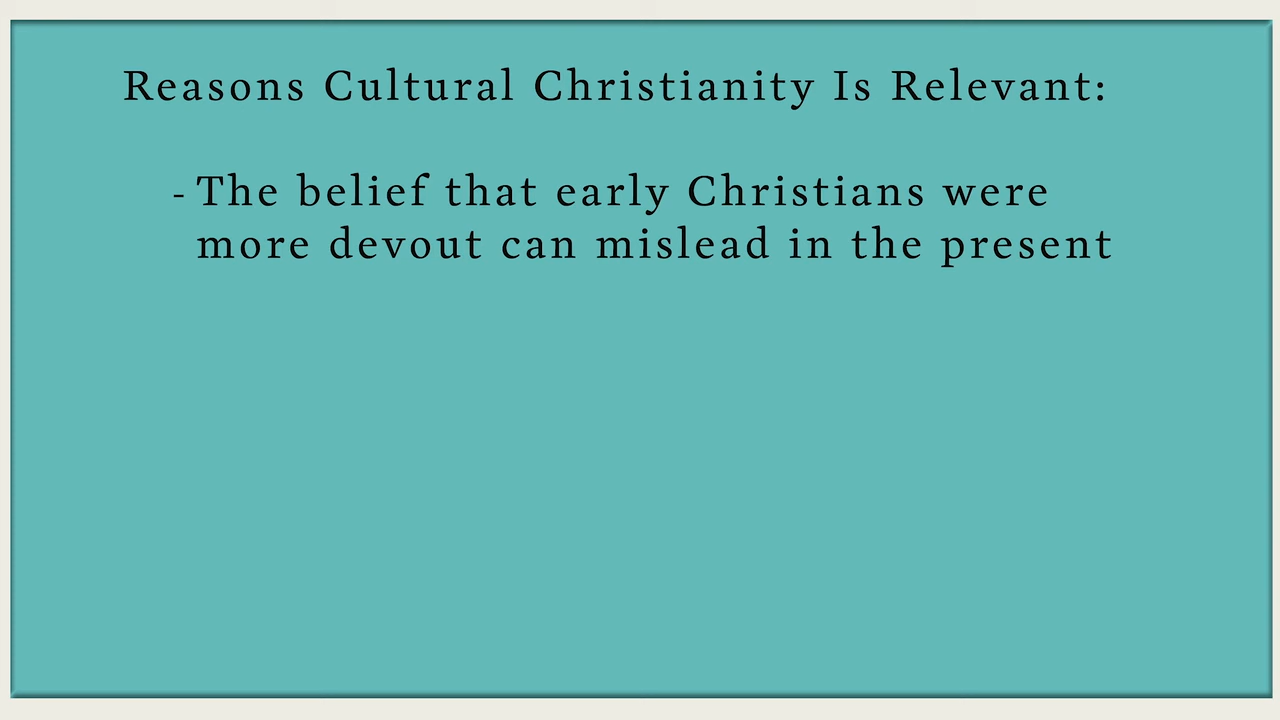 Reasons Cultural Christianity Is Relevant:
- The belief that early Christians were
more devout can mislead in the present